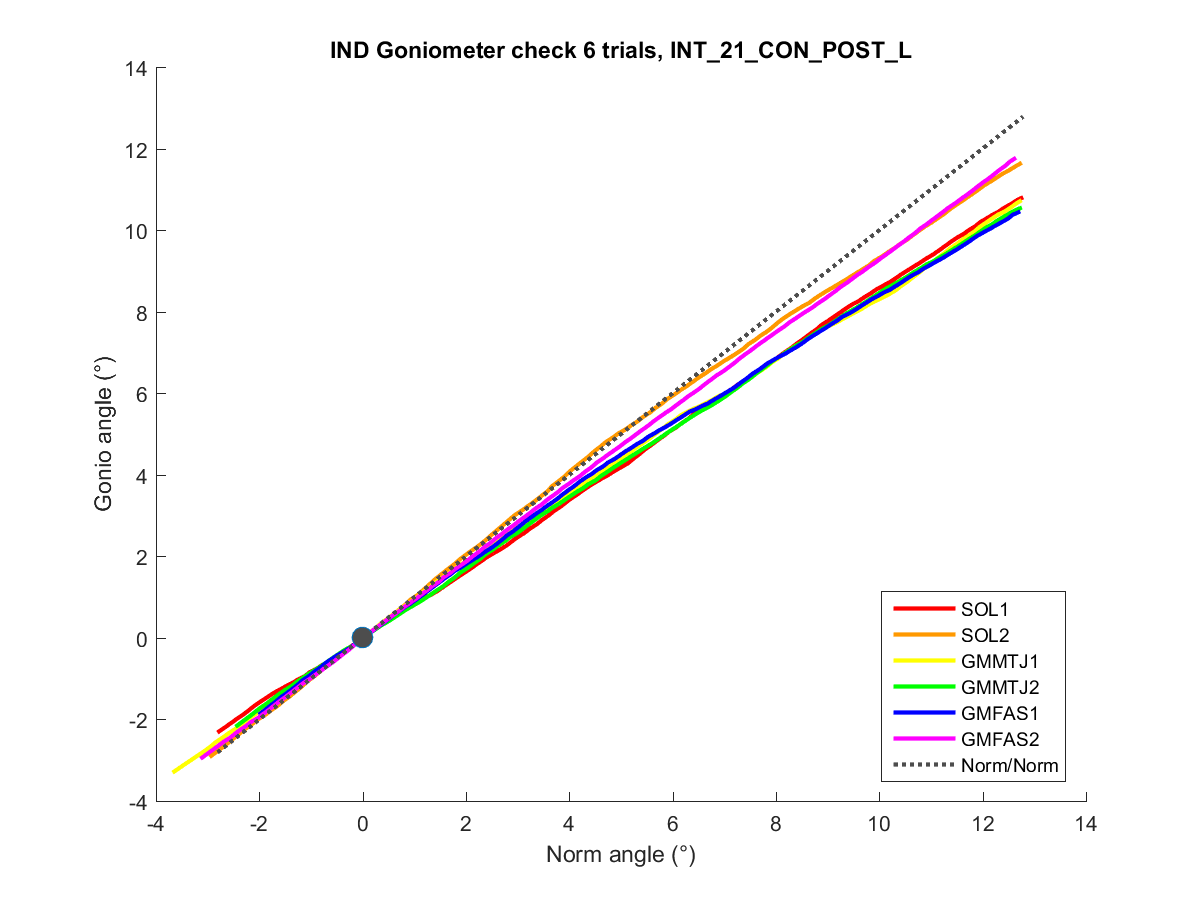 IND Goniometer check 6 trials, INT_21_CON_POST_L
14
12
10
8
6
4
2
0
-2
-4
Gonio angle (°)
-4 -2 0 2 4 6 8 10 12 14
Norm angle (°)
SOL1
SOL2
GMMTJ1
GMMTJ2
GMFAS1
GMFAS2
Norm/Norm